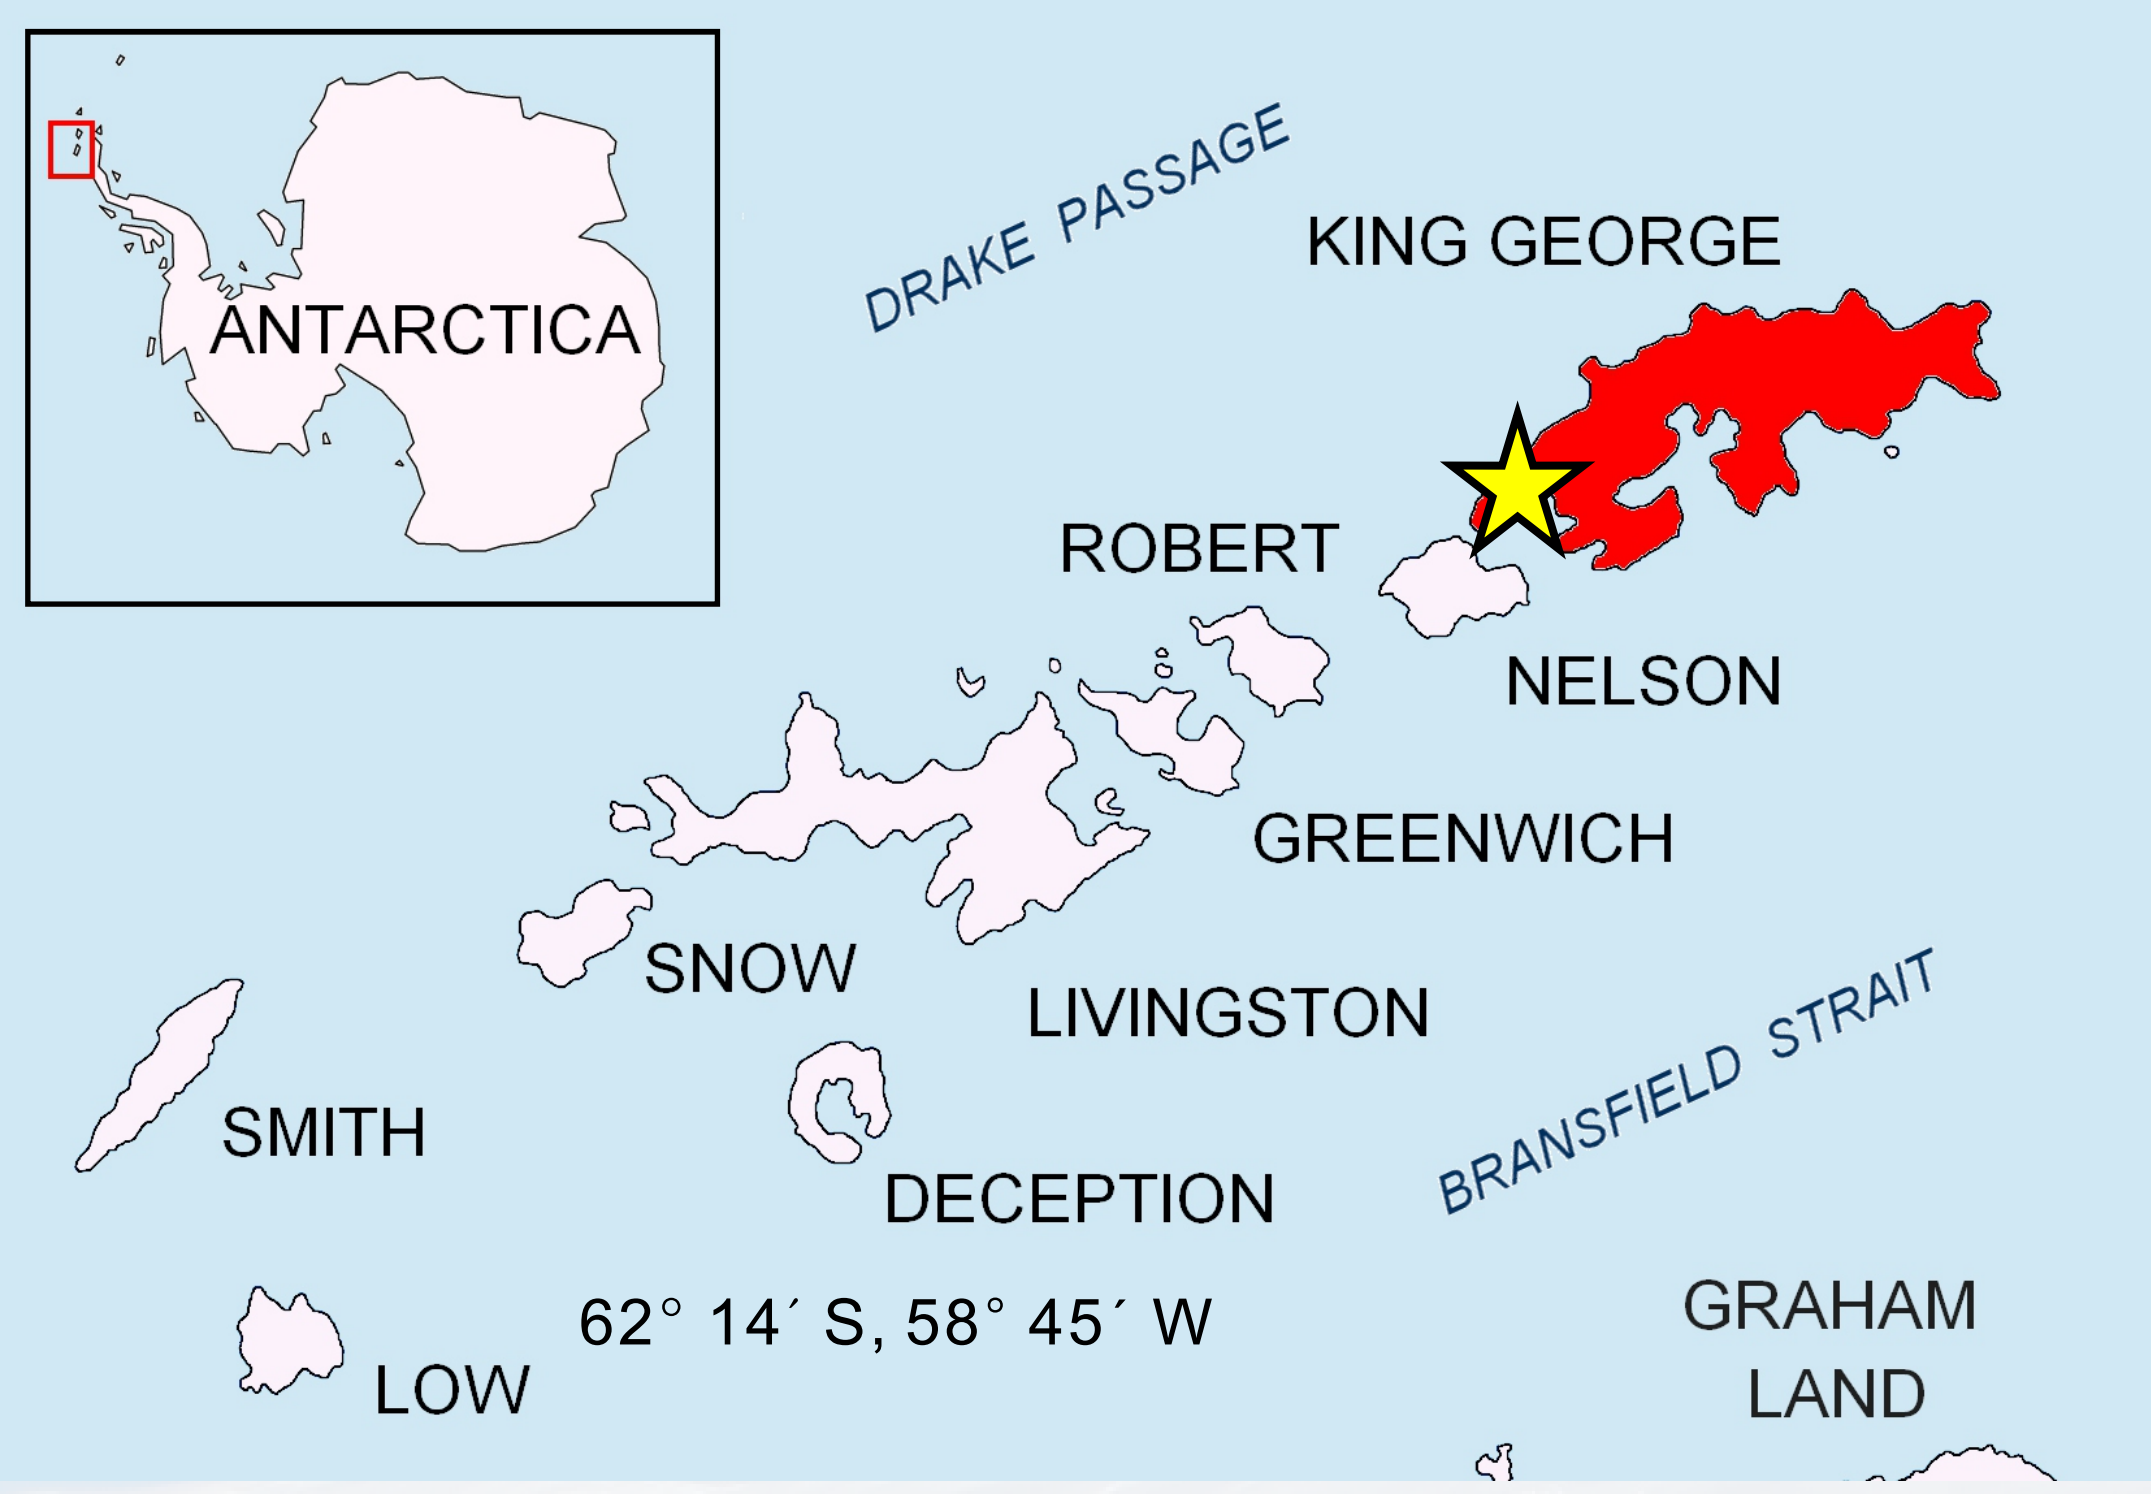 ANTARCTICA
DRAKE PASSAGE
KING GEORGE
ROBERT
NELSON
GREENWICH
SNOW
LIVINGSTON
SMITH
DECEPTION
BRANSFIELD STRAIT
62° 14′ S, 58° 45′ W
GRAHAM
LAND
LOW